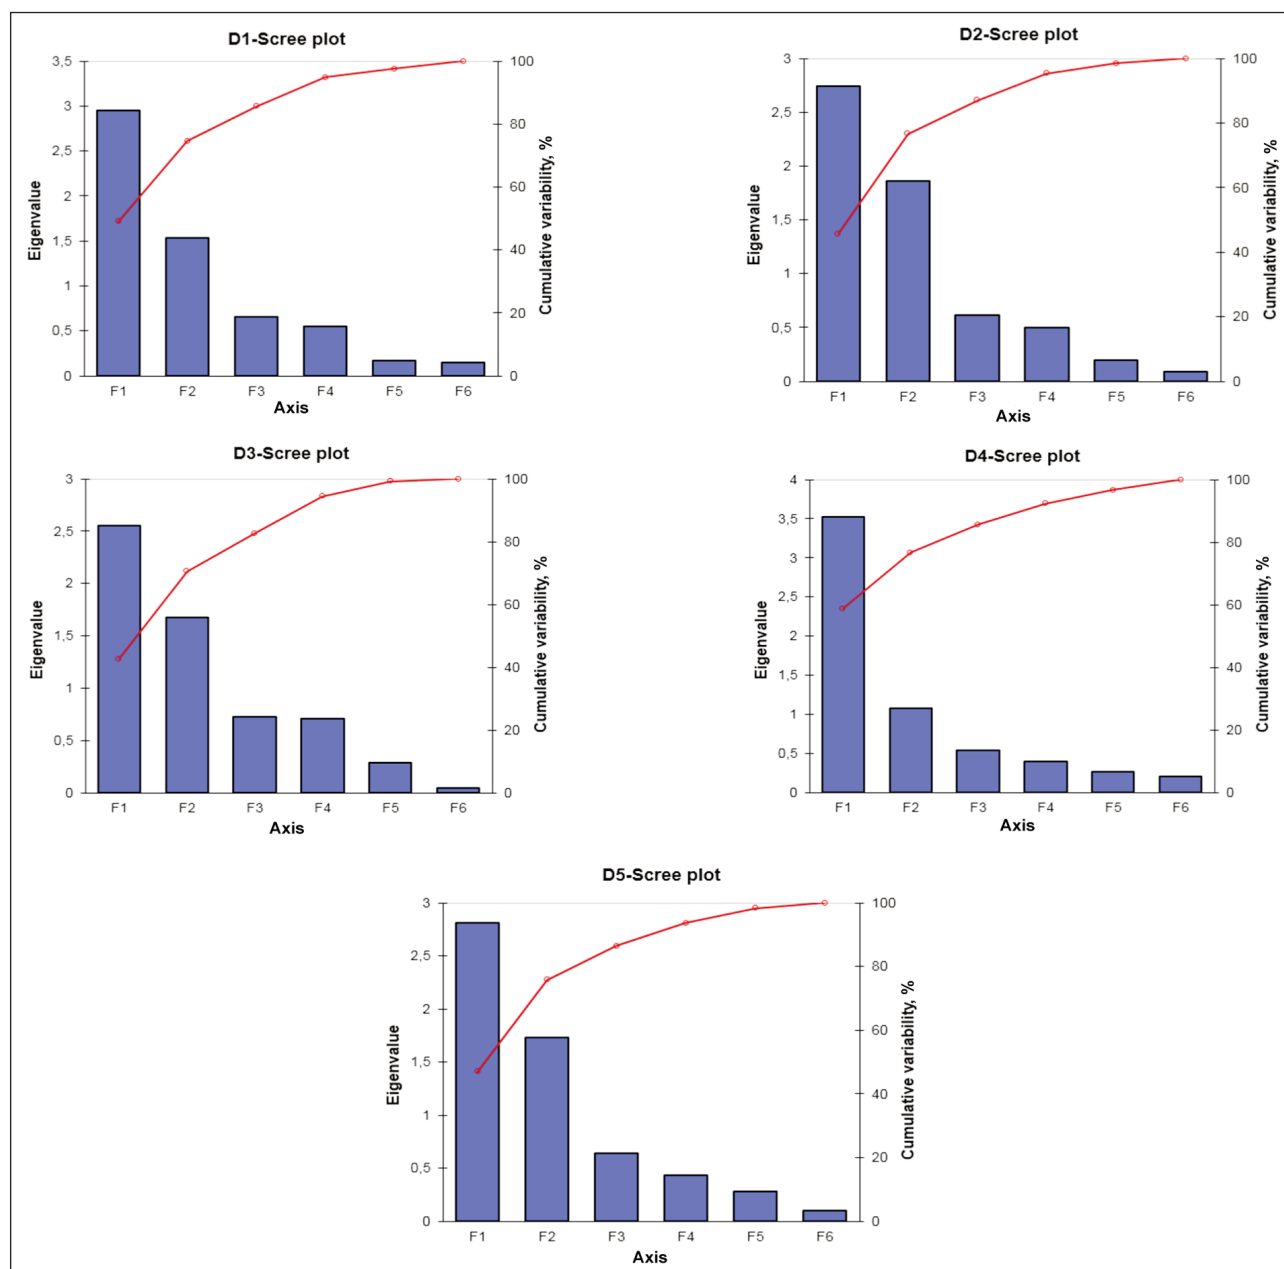 D1-Scree plot
3,5
3
2,5
2
1,5
1
0,5
0
Eigenvalue
100
80
60
40
20
0
Cumulative variability, %
F1 F2 F3 F4 F5 F6
Axis
D2-Scree plot
3
2,5
2
1,5
1
0,5
0
Eigenvalue
100
80
60
40
20
0
Cumulative variability, %
F1 F2 F3 F4 F5 F6
Axis
D3-Scree plot
3
2,5
2
1,5
1
0,5
0
Eigenvalue
100
80
60
40
20
0
Cumulative variability, %
F1 F2 F3 F4 F5 F6
Axis
D4-Scree plot
4
3,5
3
2,5
2
1,5
1
0,5
0
Eigenvalue
100
80
60
40
20
0
Cumulative variability, %
F1 F2 F3 F4 F5 F6
Axis
D5-Scree plot
3
2,5
2
1,5
1
0,5
0
Eigenvalue
100
80
60
40
20
0
Cumulative variability, %
F1 F2 F3 F4 F5 F6
Axis